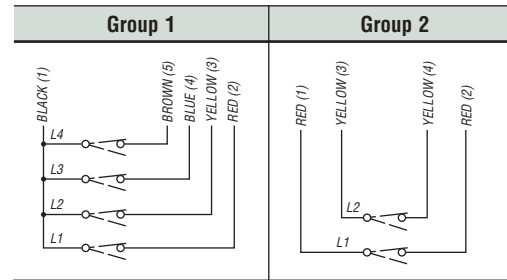 Group 1
Group 2
BLACK (1)
BROWN (5)
BLUE (4)
YELLOW (3)
RED (2)
L4
L3
L2
L1
RED (1)
YELLOW (3)
YELLOW (4)
RED (2)
L2
L1